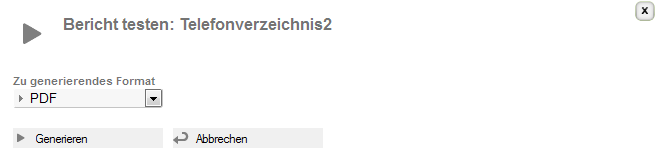 Bericht testen: Telefonverzeichnis2
x
Zu generierendes Format
PDF
Generieren
Abbrechen